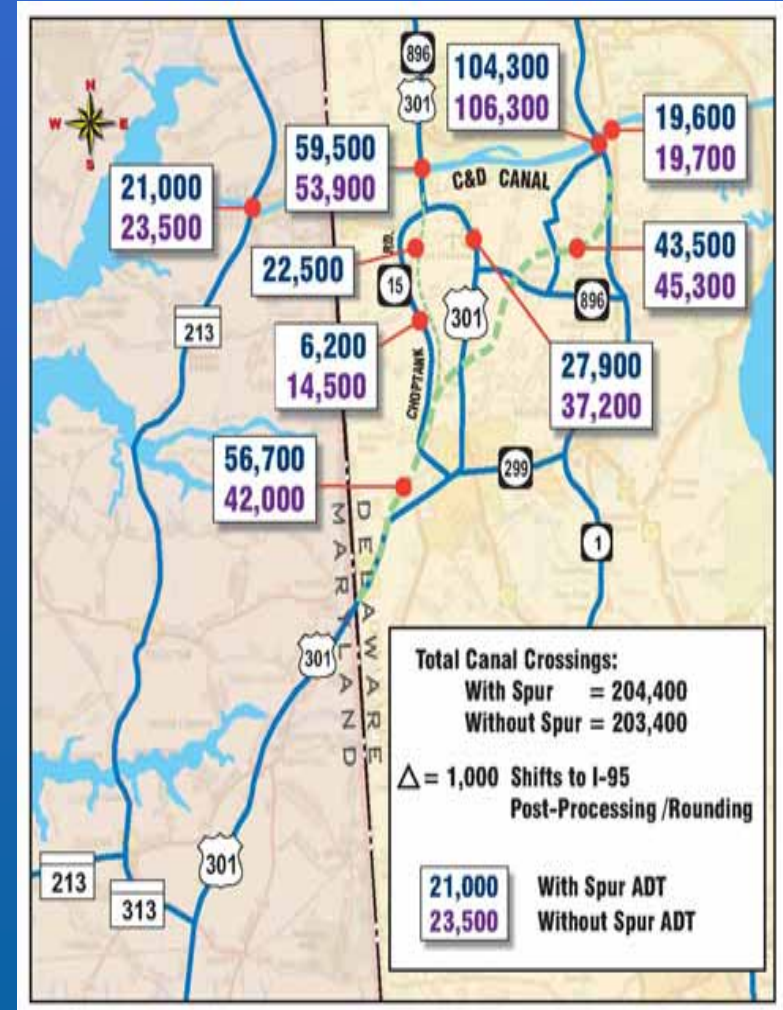 N
W E
S
896
301
104,300
106,300
19,600
19,700
59,500
53,900
C&D CANAL
21,000
23,500
22,500
RD.
15
43,500
45,300
896
213
301
6,200
14,500
CHOPTANK
27,900
37,200
56,700
42,000
299
MARYLAND
DELAWARE
1
301
Total Canal Crossings:
With Spur = 204,400
Without Spur = 203,400
△ = 1,000 Shifts to I-95
Post-Processing /Rounding
21,000 With Spur ADT
23,500 Without Spur ADT
301
213
313